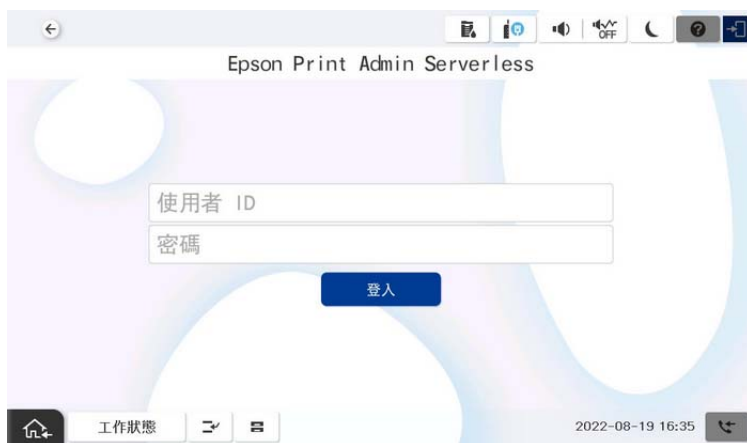 OFF
Epson Print Admin Serverless
使用者 ID
密碼
登入
工作狀態
2022-08-19 16:35